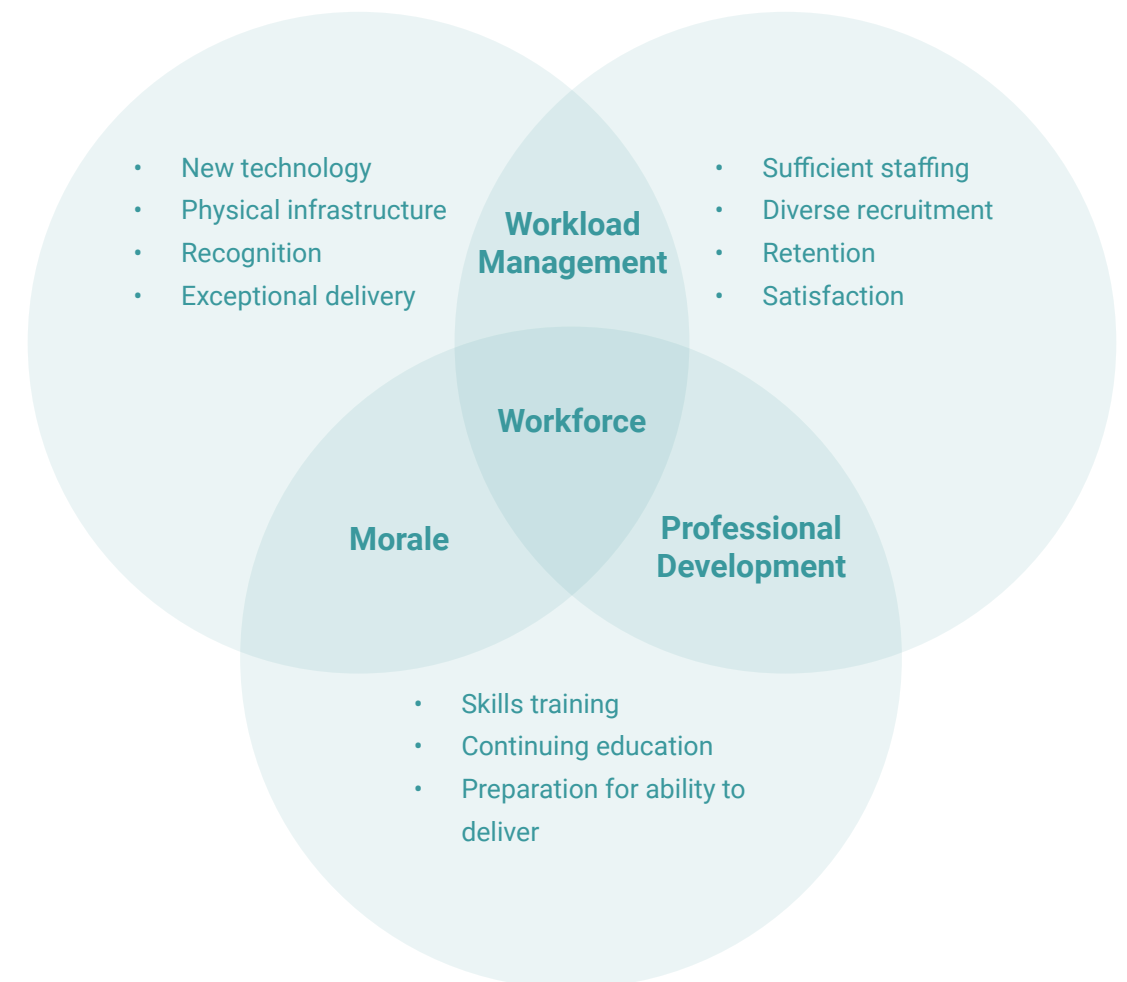 • New technology
• Physical infrastructure
• Recognition
• Exceptional delivery
Workload
Management
• Sufficient staffing
• Diverse recruitment
• Retention
• Satisfaction
Workforce
Morale
Professional
Development
• Skills training
• Continuing education
• Preparation for ability to
deliver